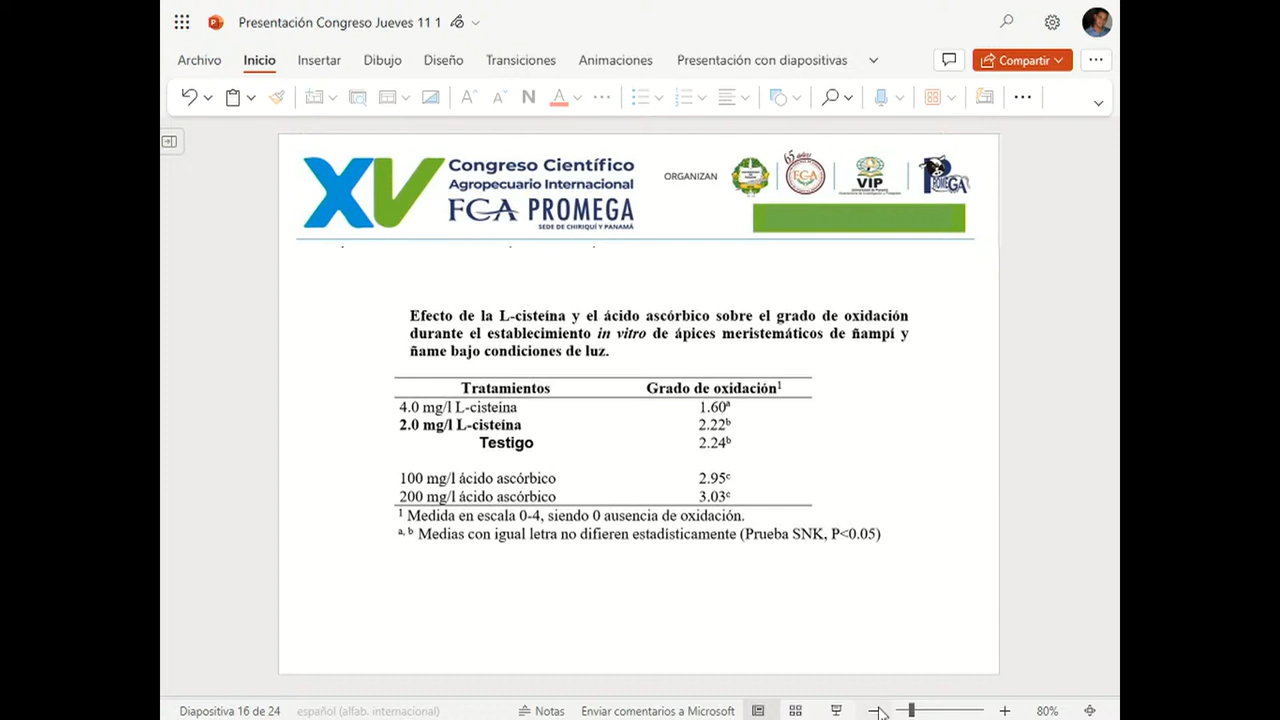 Presentación Congreso Jueves 11 1
Archivo Inicio Insertar Dibujo Diseño Transiciones Animaciones Presentación con diapositivas Compartir
XV Congreso Científico
Agropecuario Internacional
FCA PROMEGA
SEDE DE CHIRIQUÍ Y PANAMÁ
ORGANIZAN
65 años
FCA
VIP
PROMEGA
Efecto de la L-cisteína y el ácido ascórbico sobre el grado de oxidación
durante el establecimiento in vitro de ápices meristemáticos de ñampí y
ñame bajo condiciones de luz.
Tratamientos Grado de oxidación¹
4.0 mg/l L-cisteína 1.60ᵃ
2.0 mg/l L-cisteína 2.22ᵇ
Testigo 2.24ᵇ
100 mg/l ácido ascórbico 2.95ᶜ
200 mg/l ácido ascórbico 3.03ᶜ
¹ Medida en escala 0-4, siendo 0 ausencia de oxidación.
ᵃ, ᵇ Medias con igual letra no difieren estadísticamente (Prueba SNK, P<0.05)
Diapositiva 16 de 24 español (alfab. internacional) Notas Enviar comentarios a Microsoft 80%